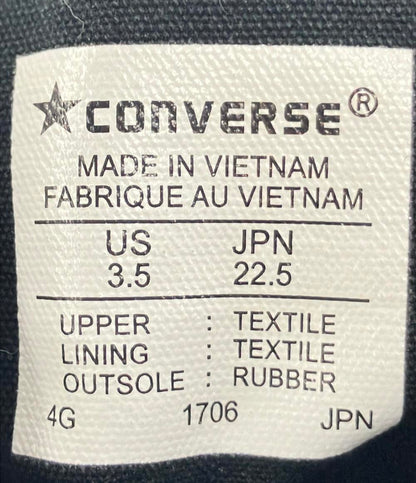 CONVERSE®
MADE IN VIETNAM
FABRIQUE AU VIETNAM
US JPN
3.5 22.5
UPPER : TEXTILE
LINING : TEXTILE
OUTSOLE : RUBBER
4G 1706 JPN